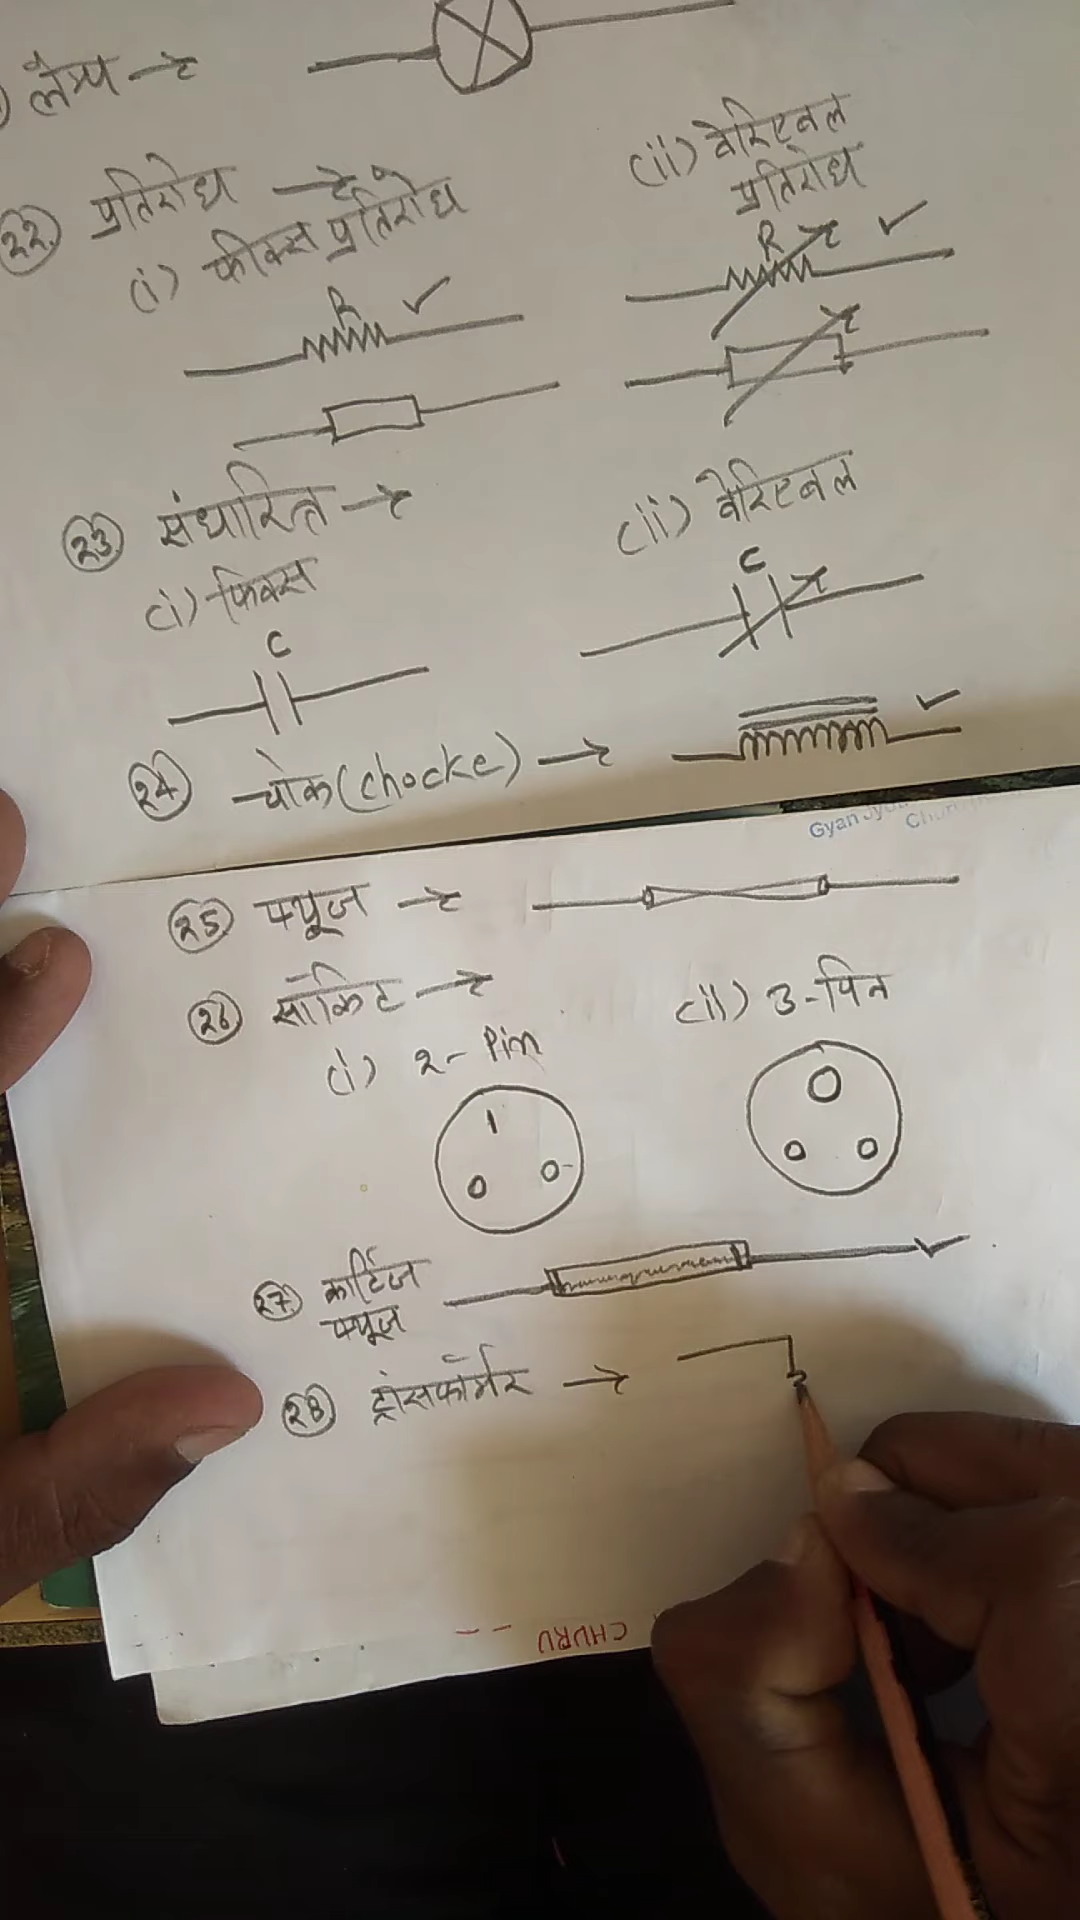 लैम्प →
22. प्रतिरोध →
(i) फीक्स प्रतिरोध
(ii) वेरिएबल
प्रतिरोध
R
R
23. संधारित्र →
(i) फिक्स
(ii) वेरिएबल
C
C
24 चोक (chocke) →
Gyan
25. फ्यूज →
26 सॉकिट →
(i) 2- Pin
(ii) 3-पिन
27. कार्टिज
फ्यूज
28 ट्रांसफॉर्मर →
CHURU